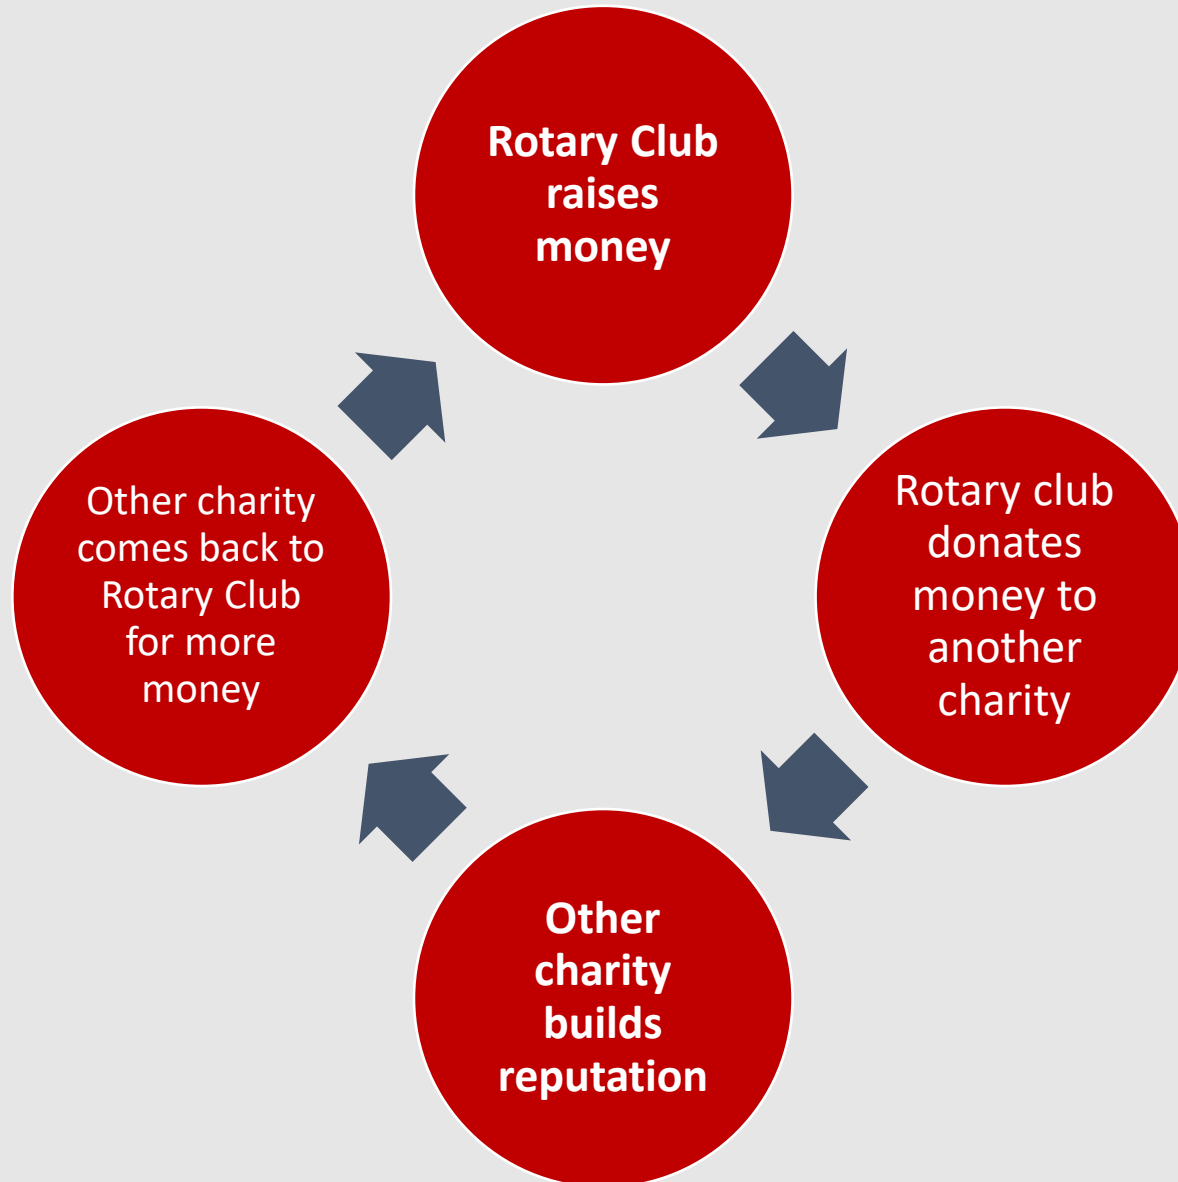 Rotary Club
raises
money
Rotary club
donates
money to
another
charity
Other
charity
builds
reputation
Other charity
comes back to
Rotary Club
for more
money